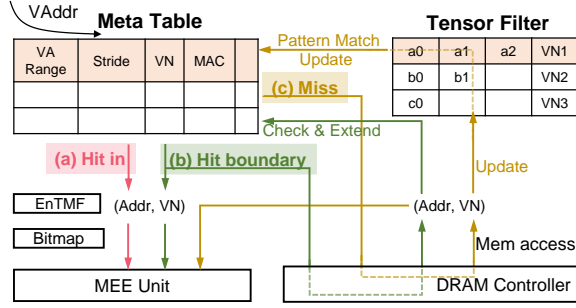 VAddr
Meta Table
Tensor Filter
VA Range
Stride
VN
MAC
Pattern Match
Update
a0
a1
a2
VN1
b0
b1
VN2
c0
VN3
(c) Miss
Check & Extend
(a) Hit in
(b) Hit boundary
Update
EnTMF
(Addr, VN)
(Addr, VN)
Bitmap
Mem access
MEE Unit
DRAM Controller